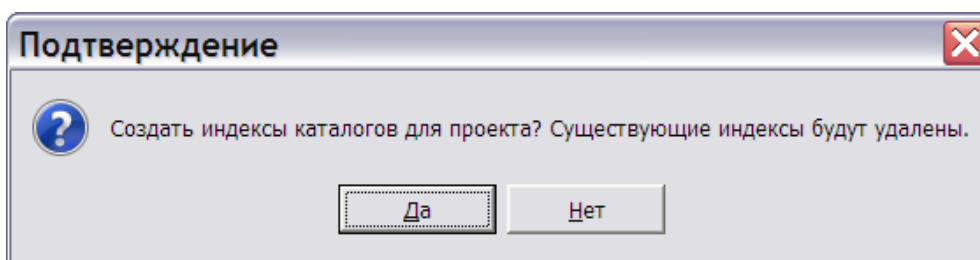 Подтверждение
Создать индексы каталогов для проекта? Существующие индексы будут удалены.
Да
Нет